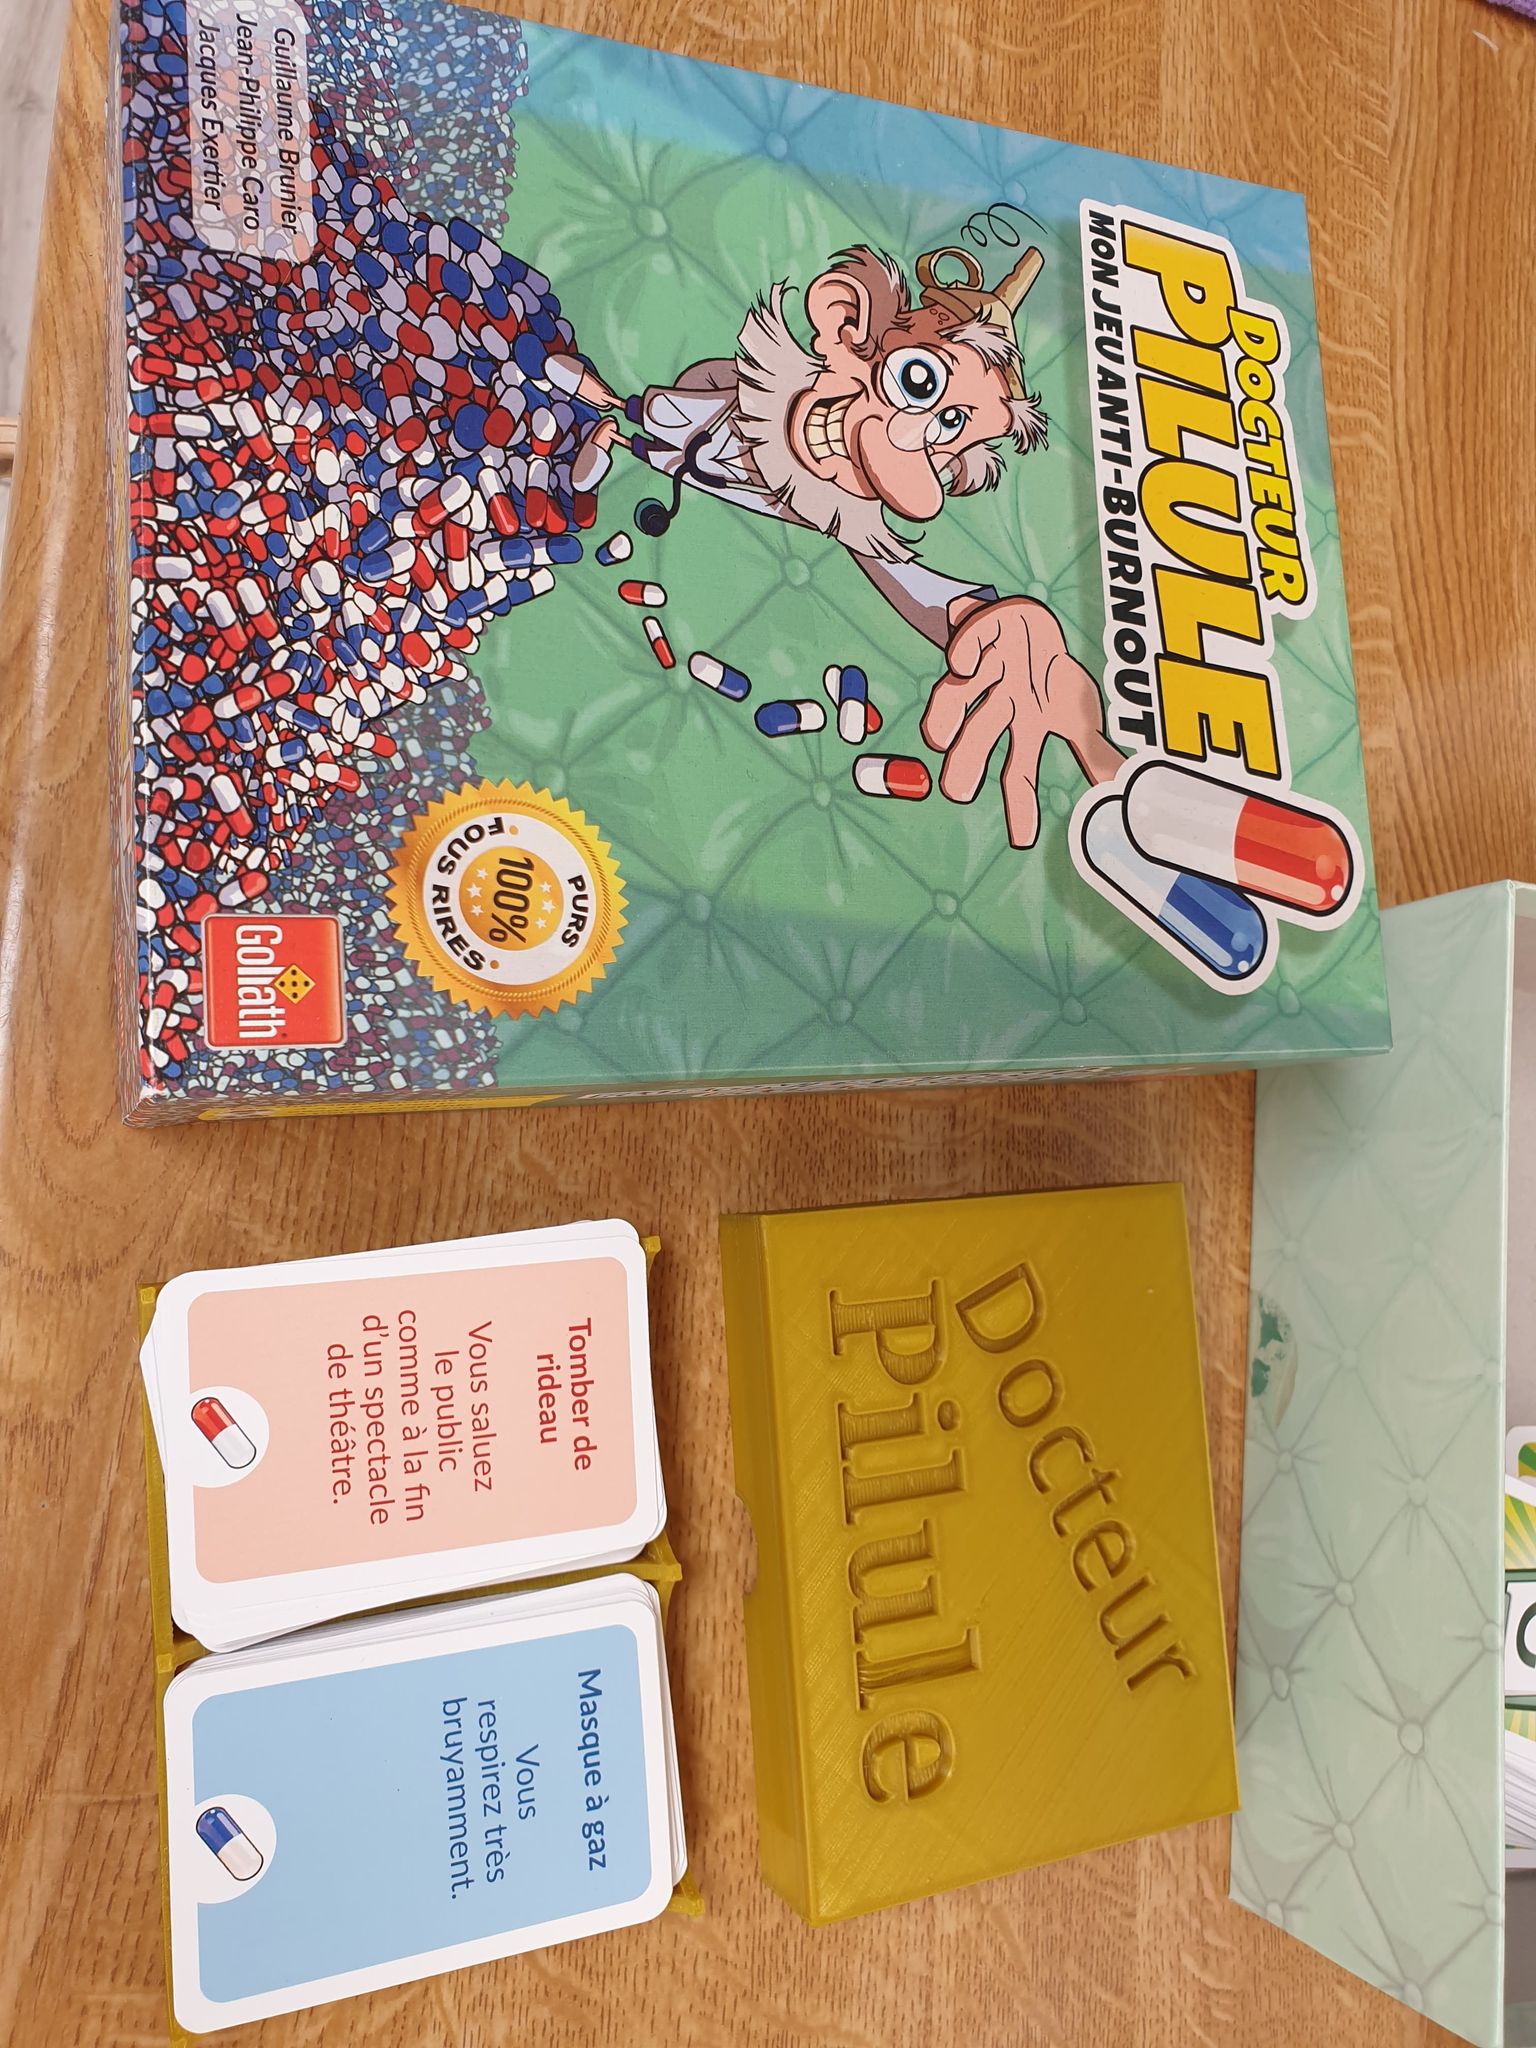 DOCTEUR
PILULE
MON JEU ANTI-BURNOUT
PURS
100%
FOUS RIRES
Guillaume Brunier
Jean-Philippe Caro
Jacques Exertier
Goliath
Docteur
Pilule
Tomber de
rideau
Vous saluez
le public
comme à la fin
d'un spectacle
de théâtre.
Masque à gaz
Vous
respirez très
bruyamment.